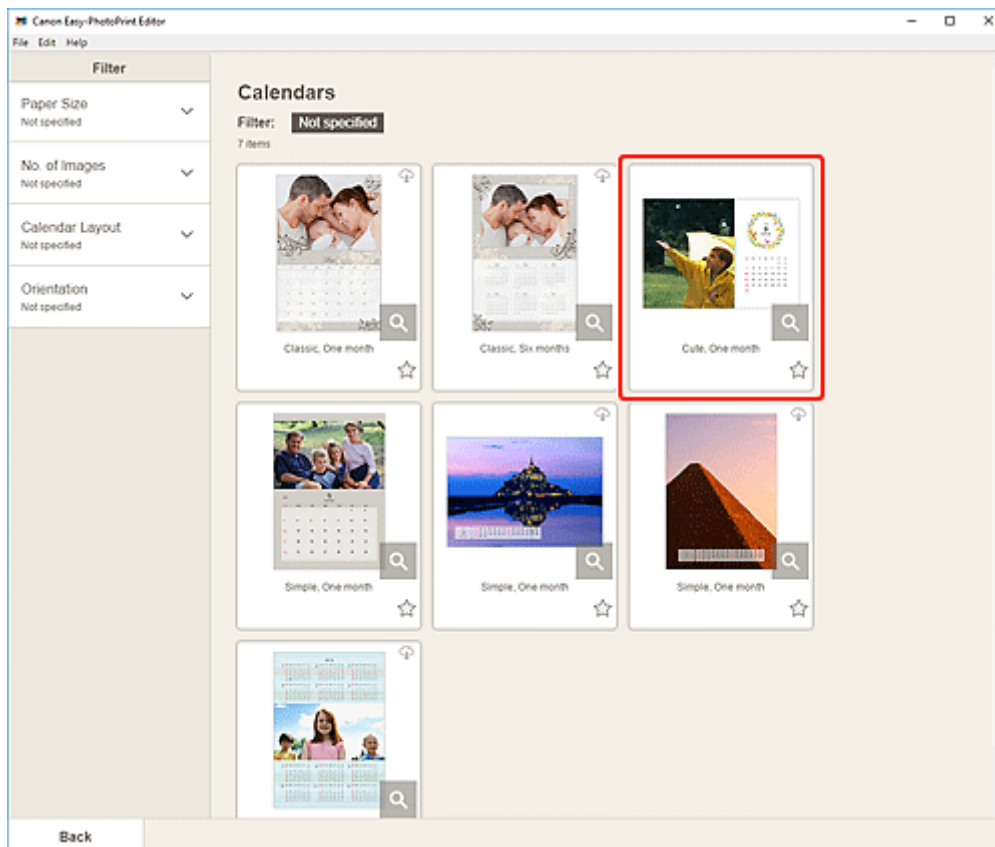 Canon Easy-PhotoPrint Editor
File Edit Help
Filter
Paper Size
Not specified
No. of Images
Not specified
Calendar Layout
Not specified
Orientation
Not specified
Calendars
Filter: Not specified
7 items
Classic, One month
Classic, Six months
Cute, One month
Simple, One month
Simple, One month
Simple, One month
Back